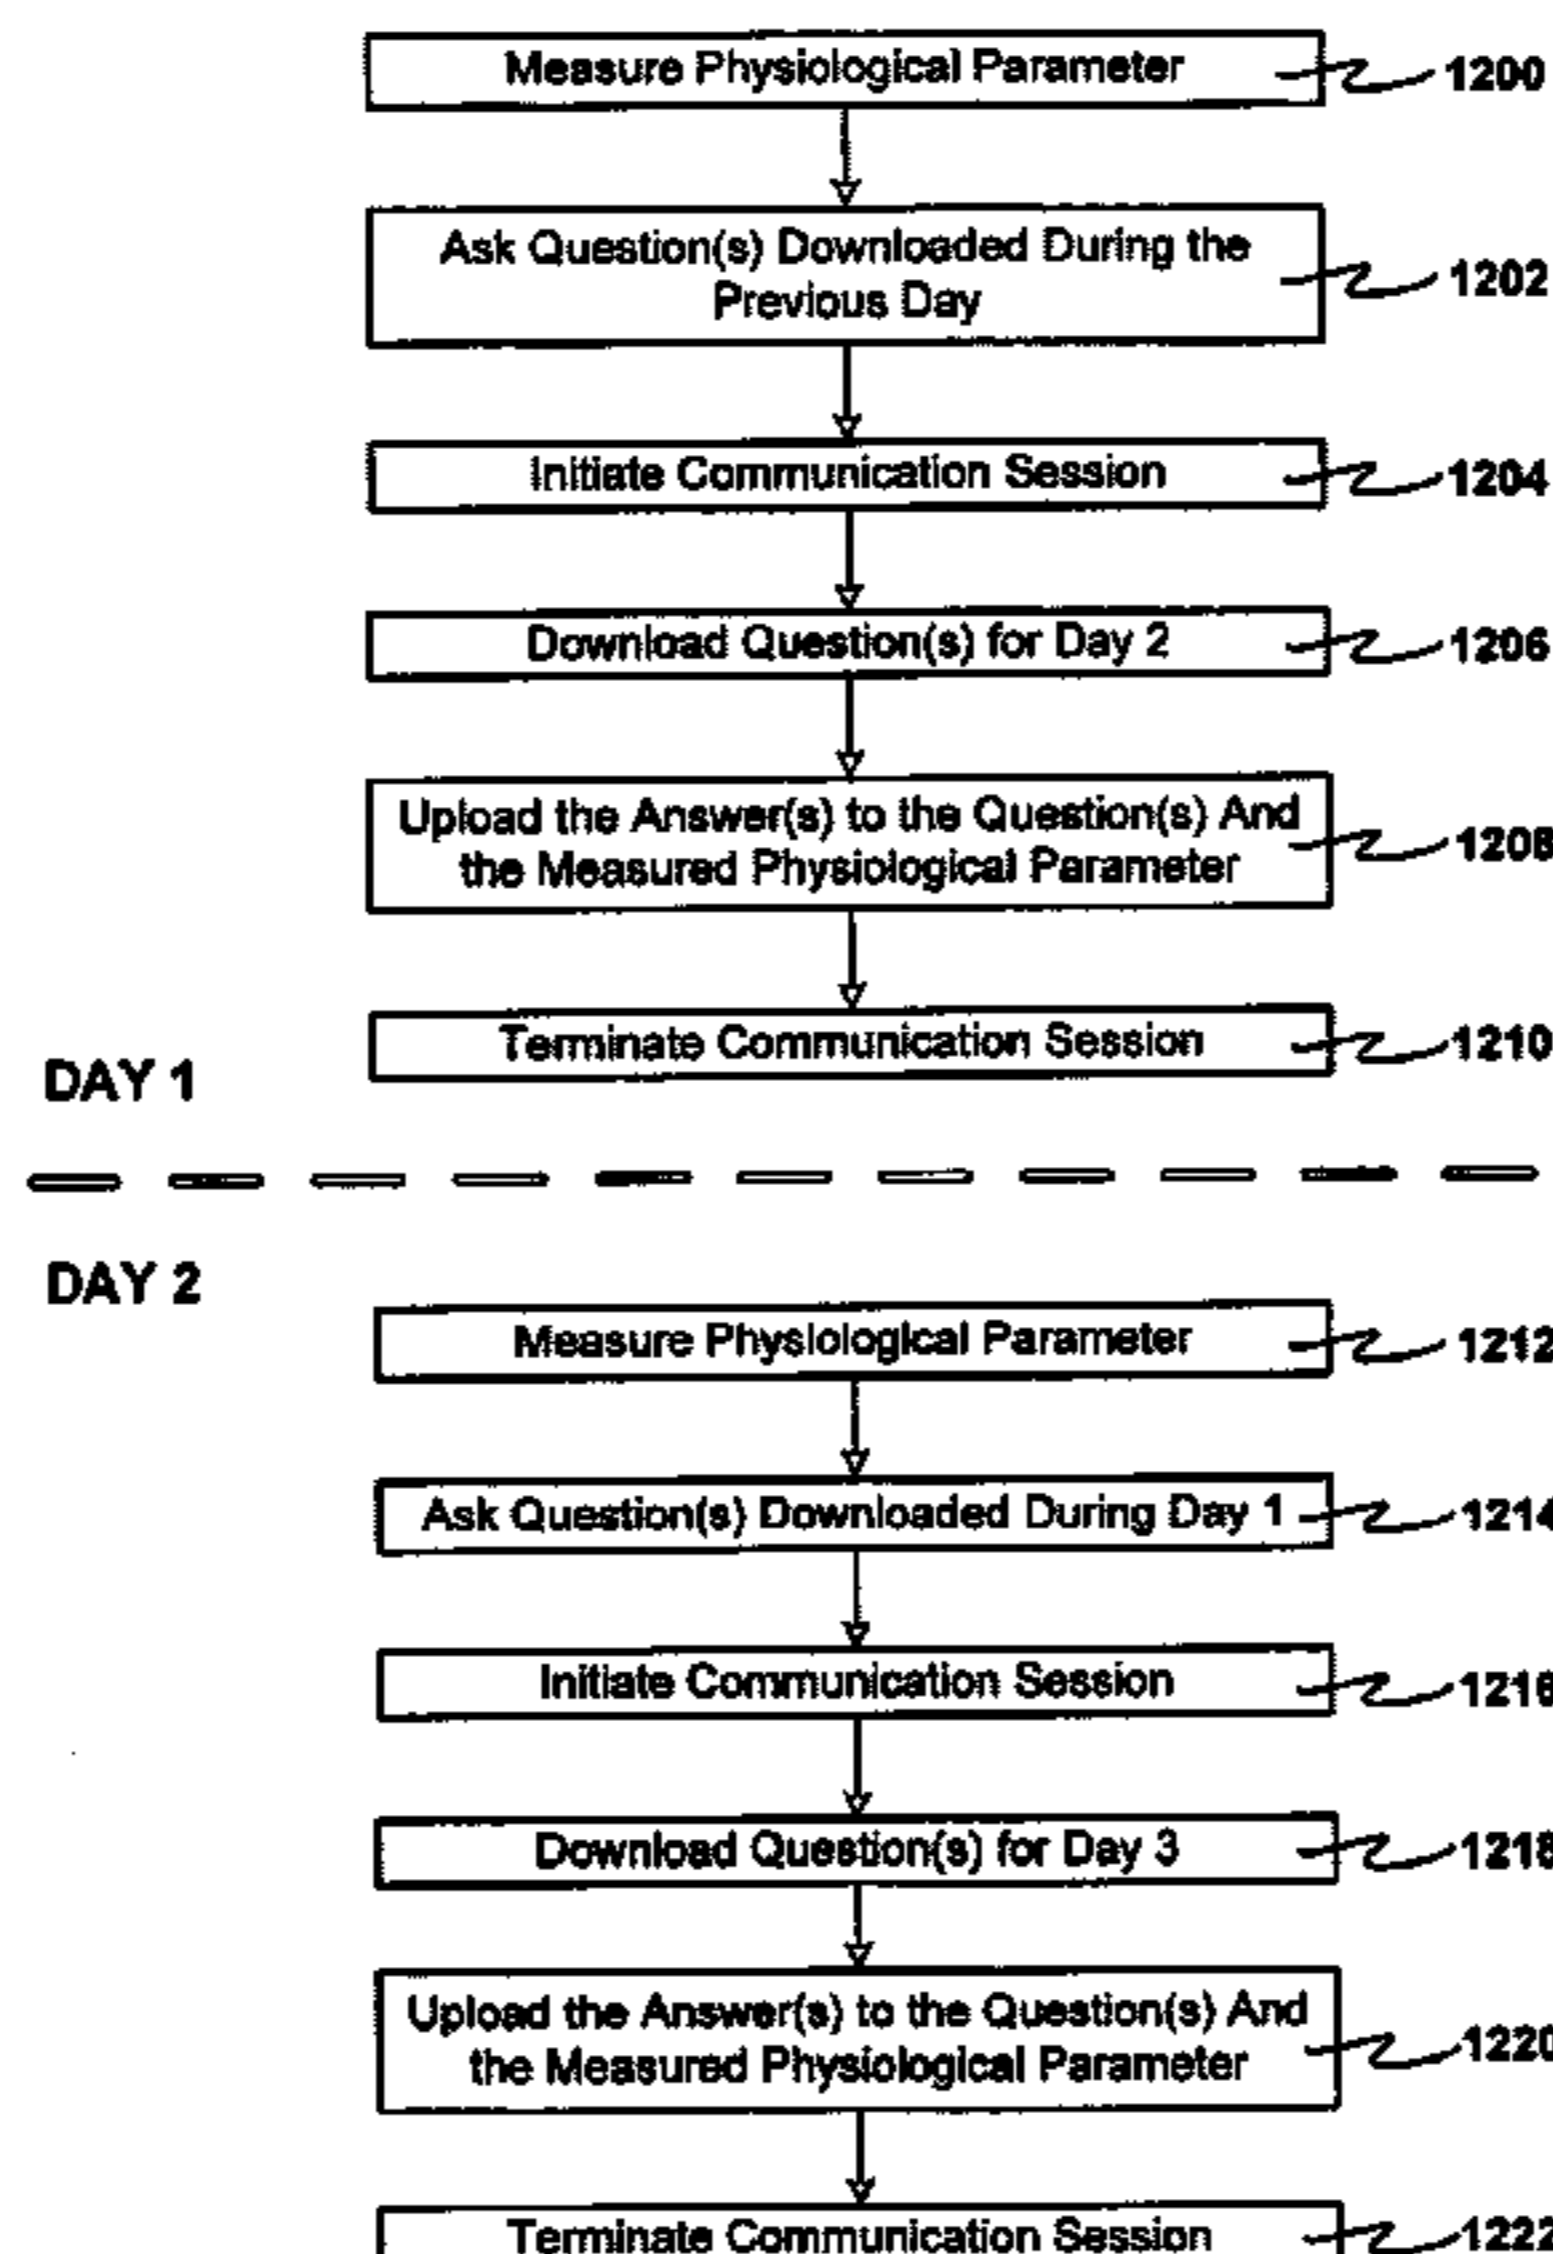 Measure Physiological Parameter
1200
Ask Question(s) Downloaded During the
Previous Day
1202
Initiate Communication Session
1204
Download Question(s) for Day 2
1206
Upload the Answer(s) to the Question(s) And
the Measured Physiological Parameter
1208
Terminate Communication Session
1210
DAY 1
DAY 2
Measure Physiological Parameter
1212
Ask Question(s) Downloaded During Day 1
1214
Initiate Communication Session
1216
Download Question(s) for Day 3
1218
Upload the Answer(s) to the Question(s) And
the Measured Physiological Parameter
1220
Terminate Communication Session
1222